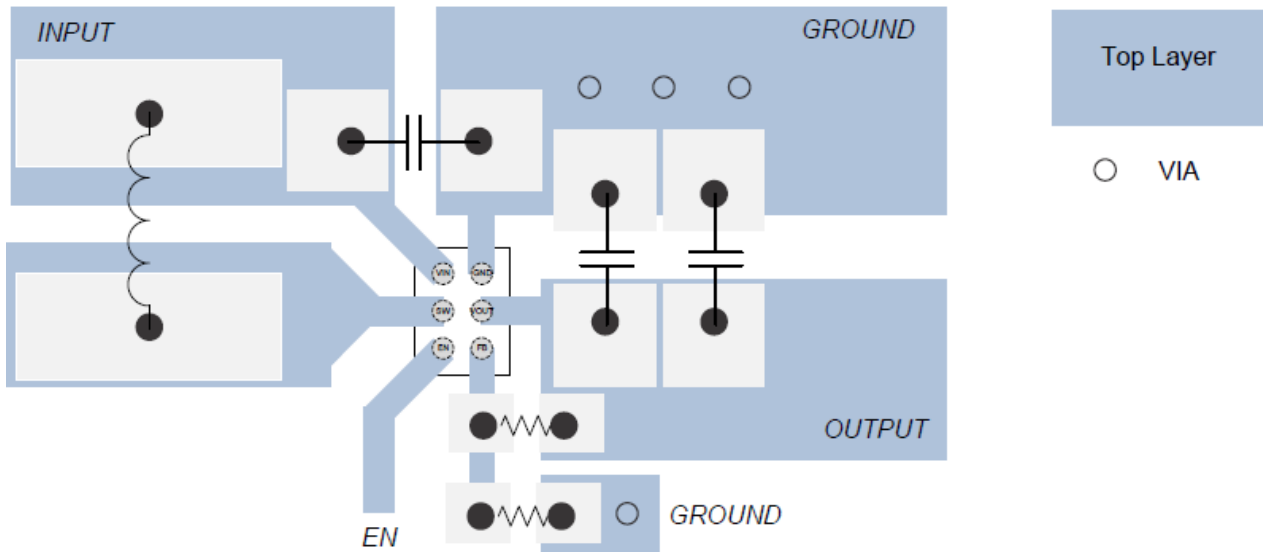 INPUT
GROUND
Top Layer
VIA
VIN
GND
SW
VOUT
EN
FB
OUTPUT
GROUND
EN